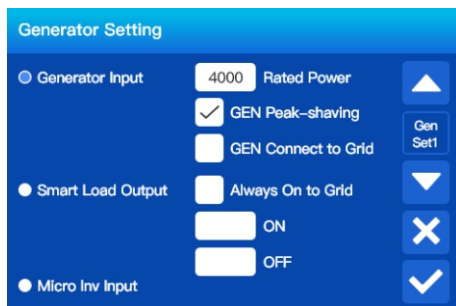 Generator Setting
Generator Input
4000 Rated Power
GEN Peak-shaving
GEN Connect to Grid
Gen
Set1
Smart Load Output
Always On to Grid
ON
OFF
Micro Inv Input